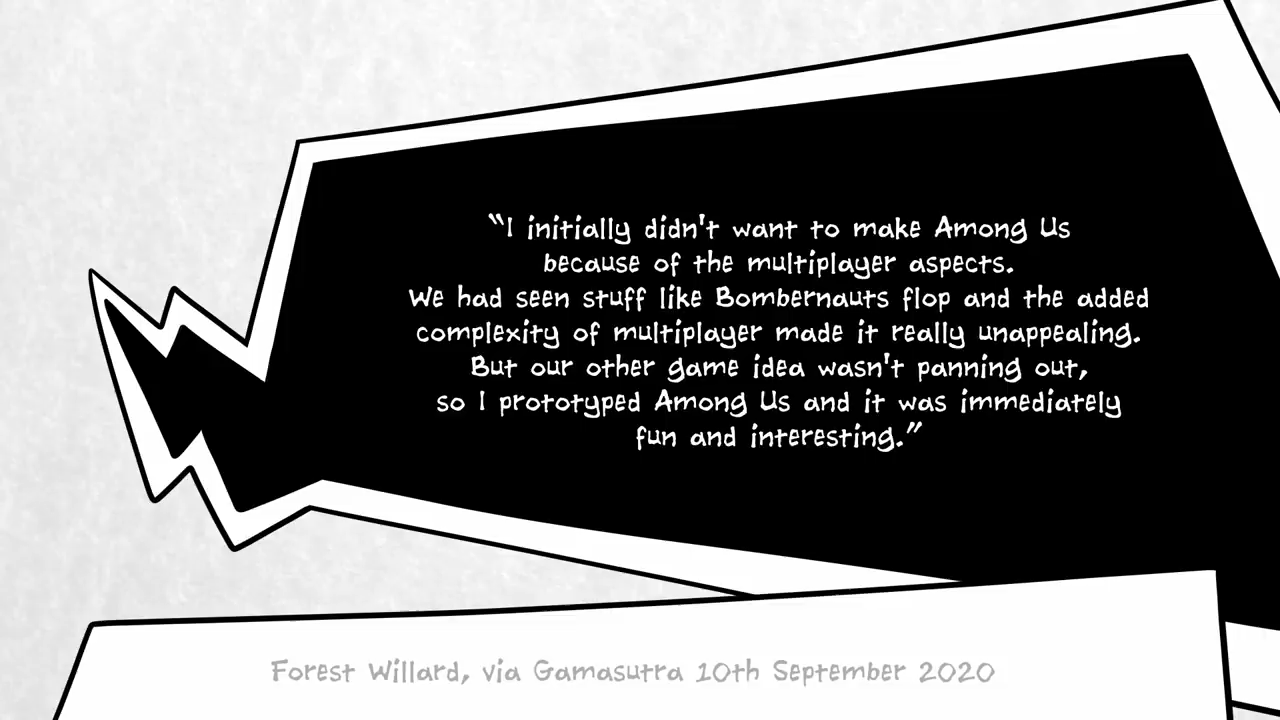 “I initially didn't want to make Among Us
because of the multiplayer aspects.
We had seen stuff like Bombernauts flop and the added
complexity of multiplayer made it really unappealing.
But our other game idea wasn't panning out,
so I prototyped Among Us and it was immediately
fun and interesting.”
Forest Willard, via Gamasutra 10th September 2020